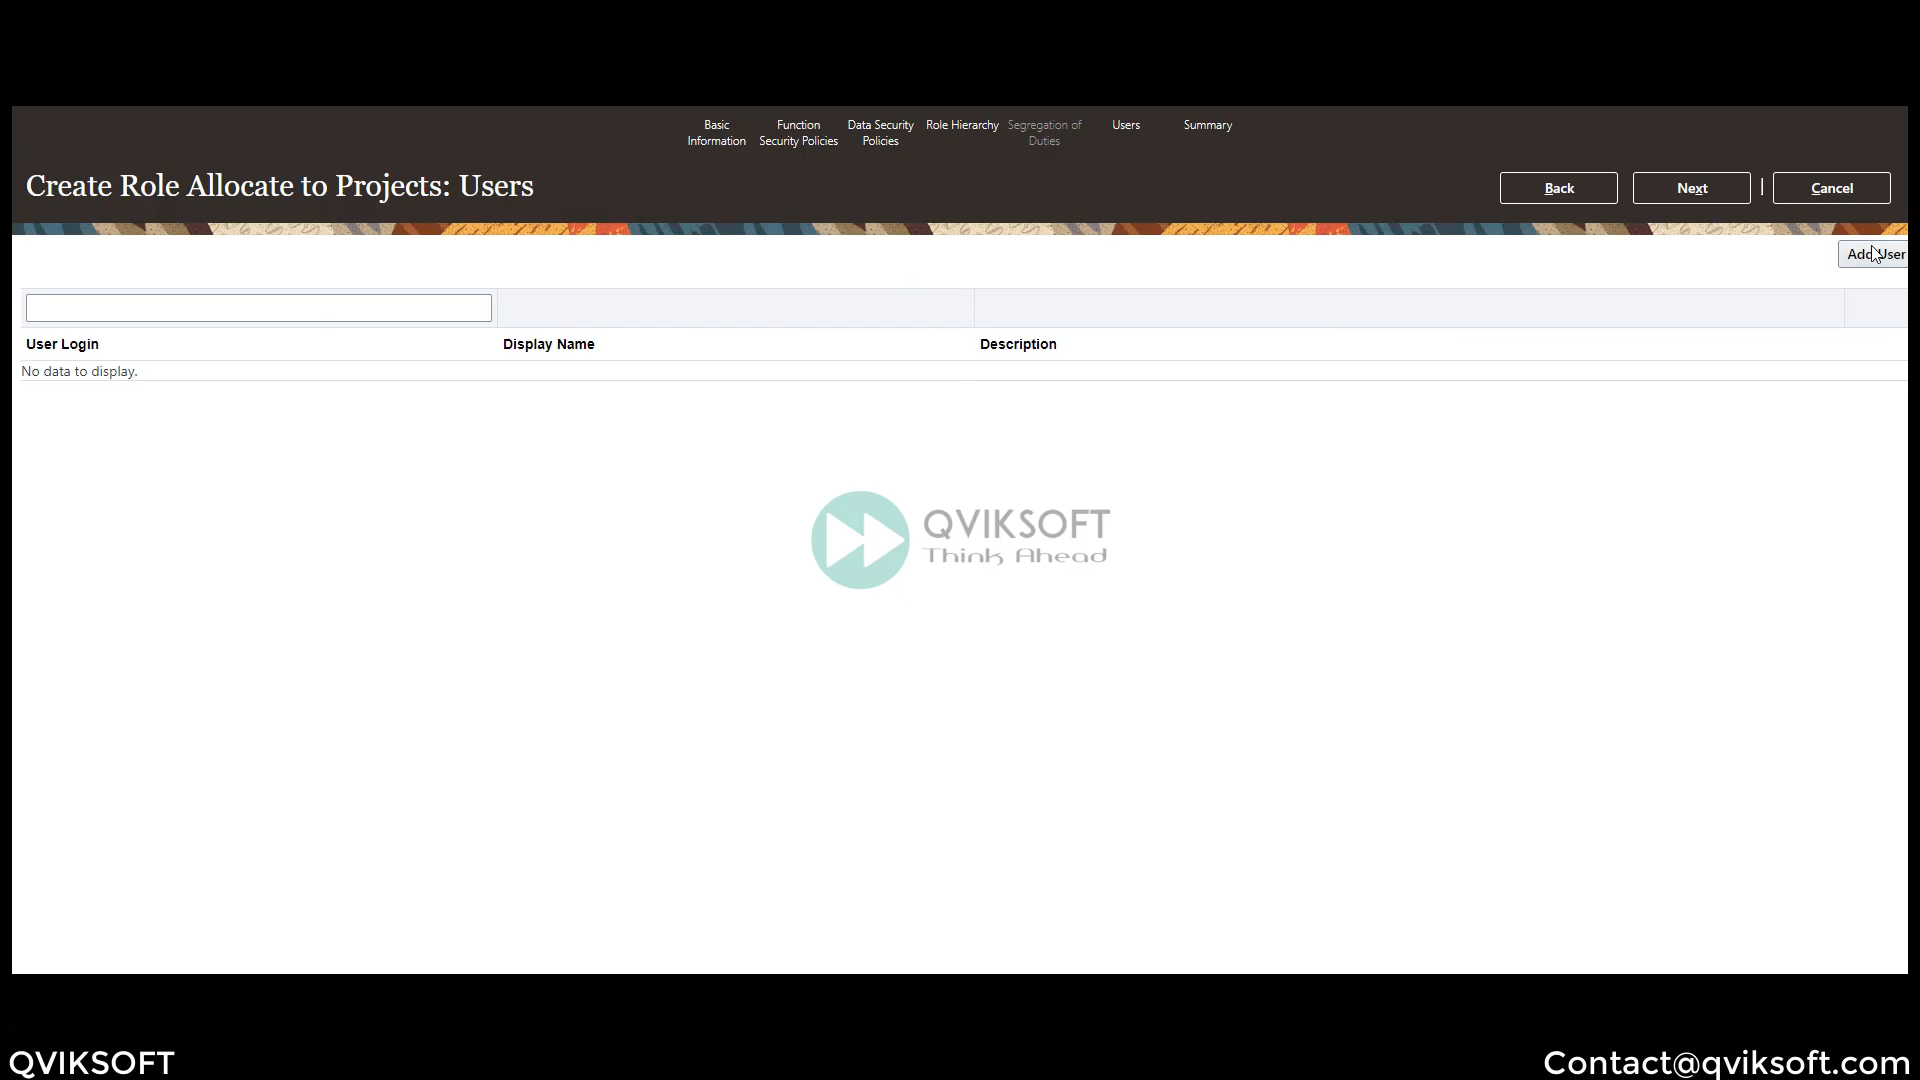 Basic
Information
Function
Security Policies
Data Security
Policies
Role Hierarchy
Segregation of
Duties
Users
Summary
Create Role Allocate to Projects: Users
Back
Next
Cancel
Add User
User Login
Display Name
Description
No data to display.
QVIKSOFT
Think Ahead
QVIKSOFT
Contact@qviksoft.com